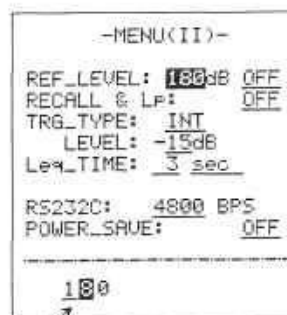 -MENU(II)-
REF_LEVEL: 180dB OFF
RECALL & Lp: OFF
TRG_TYPE: INT
LEVEL: -15dB
Leq_TIME: 3 sec
RS232C: 4800 BPS
POWER_SAVE: OFF
180